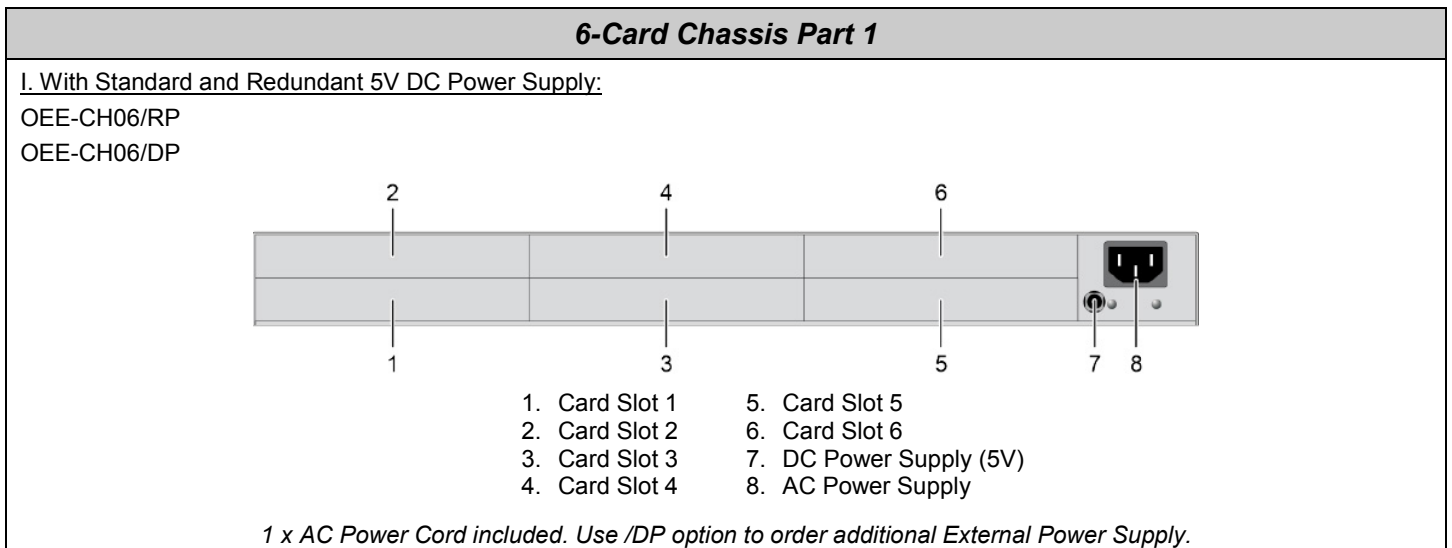 6-Card Chassis Part 1
I. With Standard and Redundant 5V DC Power Supply:
OEE-CH06/RP
OEE-CH06/DP
2 4 6
1 3 5 7 8
1. Card Slot 1 5. Card Slot 5
2. Card Slot 2 6. Card Slot 6
3. Card Slot 3 7. DC Power Supply (5V)
4. Card Slot 4 8. AC Power Supply
1 x AC Power Cord included. Use /DP option to order additional External Power Supply.